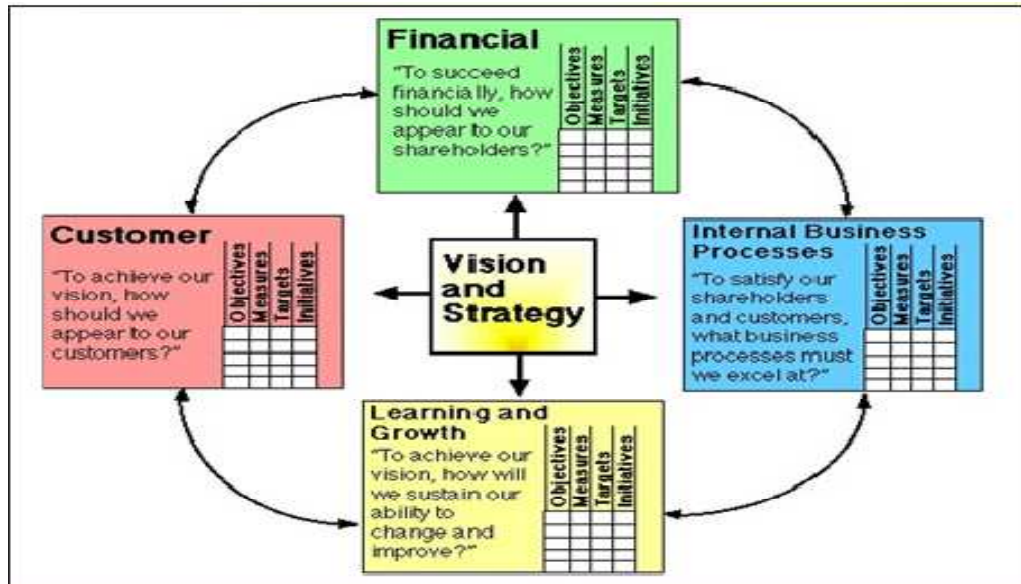 Financial
"To succeed
financially, how
should we
appear to our
shareholders?"
Objectives
Measures
Targets
Initiatives
Customer
"To achieve our
vision, how
should we
appear to our
customers?"
Objectives
Measures
Targets
Initiatives
Vision
and
Strategy
Internal Business
Processes
"To satisfy our
shareholders
and customers,
what business
processes must
we excel at?"
Objectives
Measures
Targets
Initiatives
Learning and
Growth
"To achieve our
vision, how will
we sustain our
ability to
change and
improve?"
Objectives
Measures
Targets
Initiatives